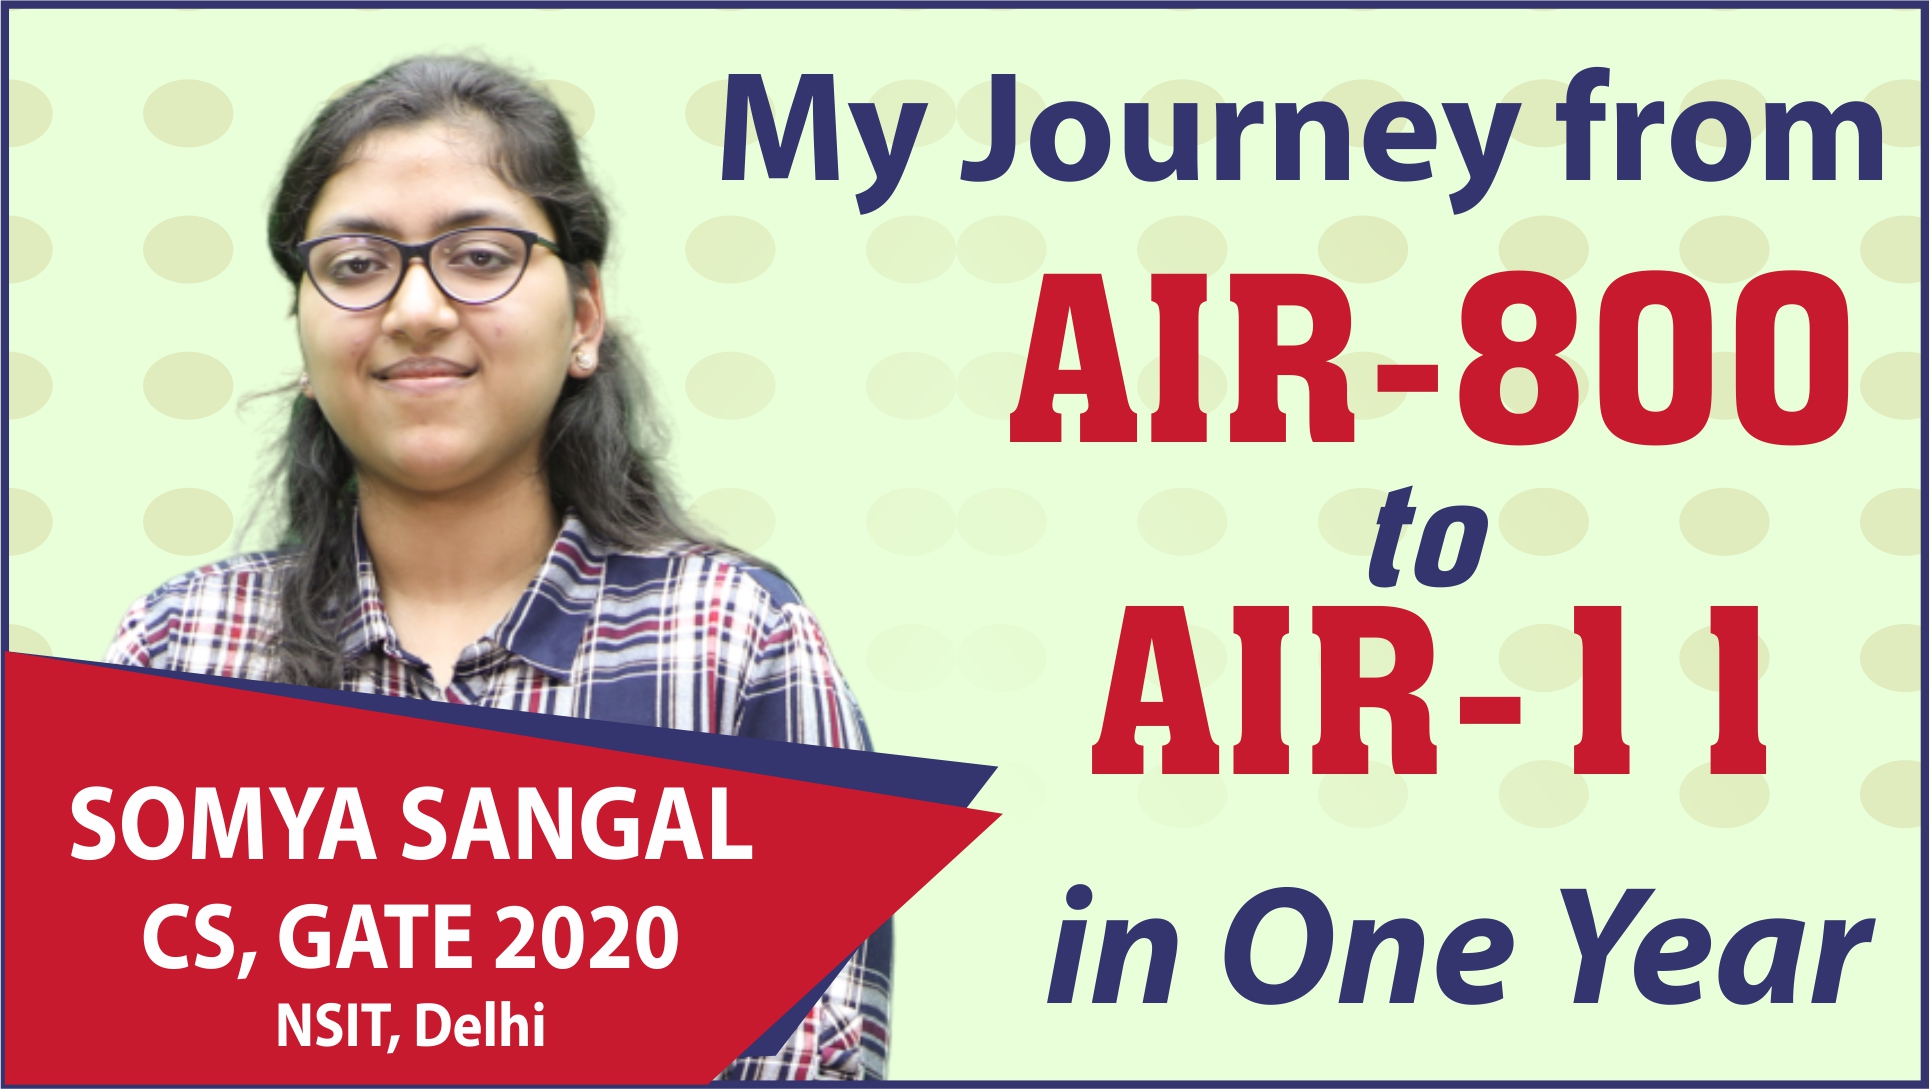 My Journey from
AIR-800
to
AIR-11
in One Year
SOMYA SANGAL
CS, GATE 2020
NSIT, Delhi